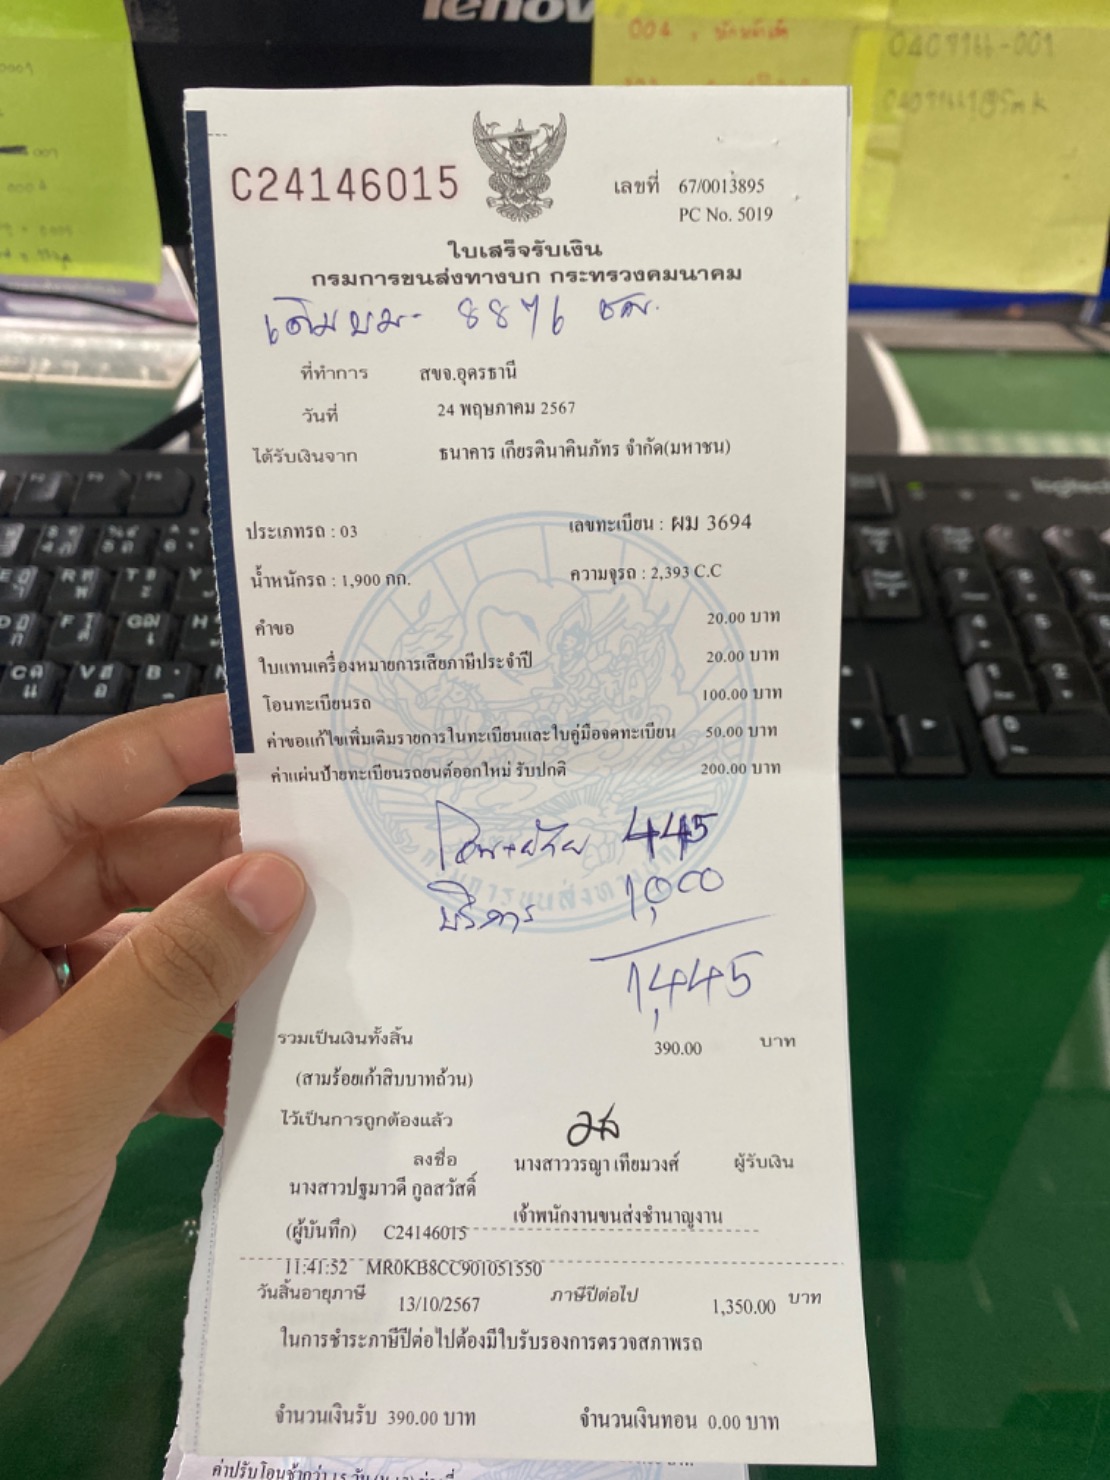 lenovo
0407144-001
C24146015
เลขที่ 67/0013895
PC No. 5019
ใบเสร็จรับเงิน
กรมการขนส่งทางบก กระทรวงคมนาคม
เดิม บม- 8876 ชม.
ที่ทำการ สขจ.อุดรธานี
วันที่ 24 พฤษภาคม 2567
ได้รับเงินจาก ธนาคาร เกียรตินาคินภัทร จำกัด(มหาชน)
ประเภทรถ : 03 เลขทะเบียน : ผม 3694
น้ำหนักรถ : 1,900 กก. ความจุรถ : 2,393 C.C
คำขอ 20.00 บาท
ใบแทนเครื่องหมายการเสียภาษีประจำปี 20.00 บาท
โอนทะเบียนรถ 100.00 บาท
ค่าขอแก้ไขเพิ่มเติมรายการในทะเบียนและใบคู่มือจดทะเบียน 50.00 บาท
ค่าแผ่นป้ายทะเบียนรถยนต์ออกใหม่ รับปกติ 200.00 บาท
โอน+ย้าย 445
บริการ 1,000
1,445
รวมเป็นเงินทั้งสิ้น 390.00 บาท
(สามร้อยเก้าสิบบาทถ้วน)
ไว้เป็นการถูกต้องแล้ว
ลงชื่อ นางสาววรญา เทียมวงศ์ ผู้รับเงิน
นางสาวปฐมาวดี กูลสวัสดิ์
เจ้าพนักงานขนส่งชำนาญงาน
(ผู้บันทึก) C24146015
11:41:52 MR0KB8CC901051550
วันสิ้นอายุภาษี 13/10/2567 ภาษีปีต่อไป 1,350.00 บาท
ในการชำระภาษีปีต่อไปต้องมีใบรับรองการตรวจสภาพรถ
จำนวนเงินรับ 390.00 บาท จำนวนเงินทอน 0.00 บาท